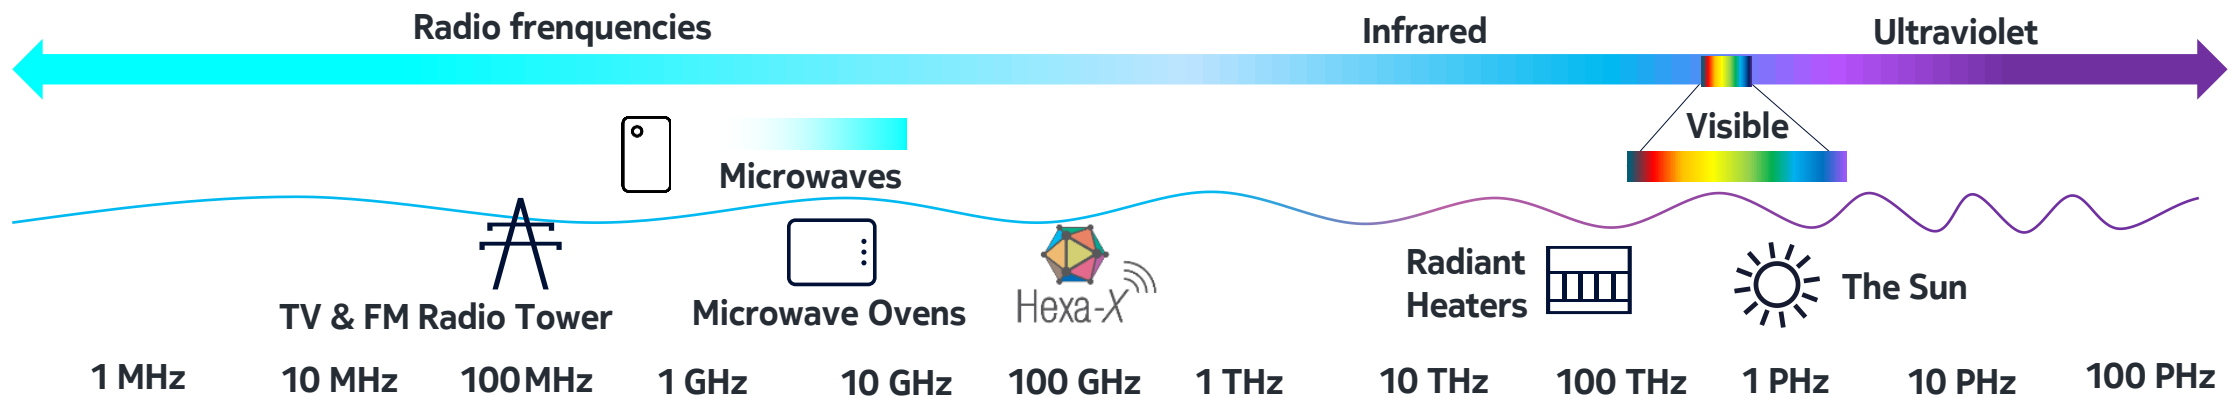 Radio frenquencies
Infrared
Ultraviolet
Visible
Microwaves
TV & FM Radio Tower
Microwave Ovens
Hexa-X
Radiant
Heaters
The Sun
1 MHz
10 MHz
100 MHz
1 GHz
10 GHz
100 GHz
1 THz
10 THz
100 THz
1 PHz
10 PHz
100 PHz